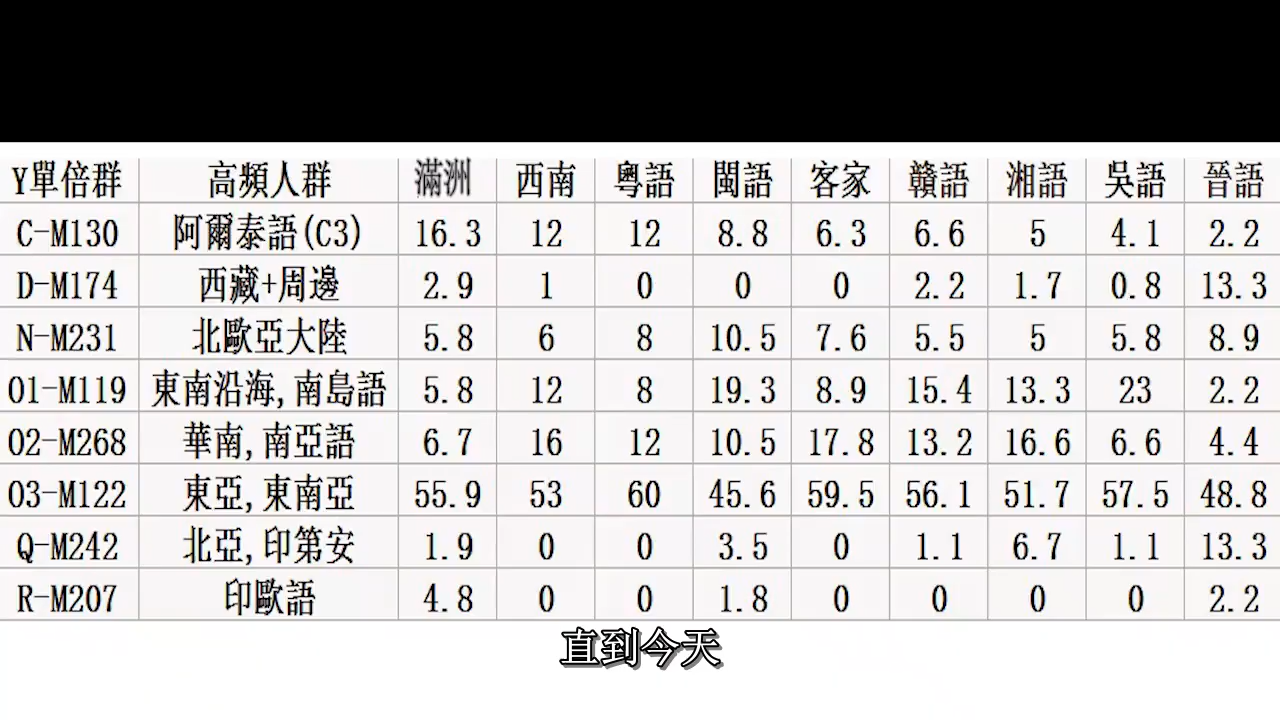 Y單倍群 高頻人群 滿洲 西南 粵語 閩語 客家 贛語 湘語 吳語 晉語
C-M130 阿爾泰語(C3) 16.3 12 12 8.8 6.3 6.6 5 4.1 2.2
D-M174 西藏+周邊 2.9 1 0 0 0 2.2 1.7 0.8 13.3
N-M231 北歐亞大陸 5.8 6 8 10.5 7.6 5.5 5 5.8 8.9
O1-M119 東南沿海,南島語 5.8 12 8 19.3 8.9 15.4 13.3 23 2.2
O2-M268 華南,南亞語 6.7 16 12 10.5 17.8 13.2 16.6 6.6 4.4
O3-M122 東亞,東南亞 55.9 53 60 45.6 59.5 56.1 51.7 57.5 48.8
Q-M242 北亞,印第安 1.9 0 0 3.5 0 1.1 6.7 1.1 13.3
R-M207 印歐語 4.8 0 0 1.8 0 0 0 0 2.2
直到今天